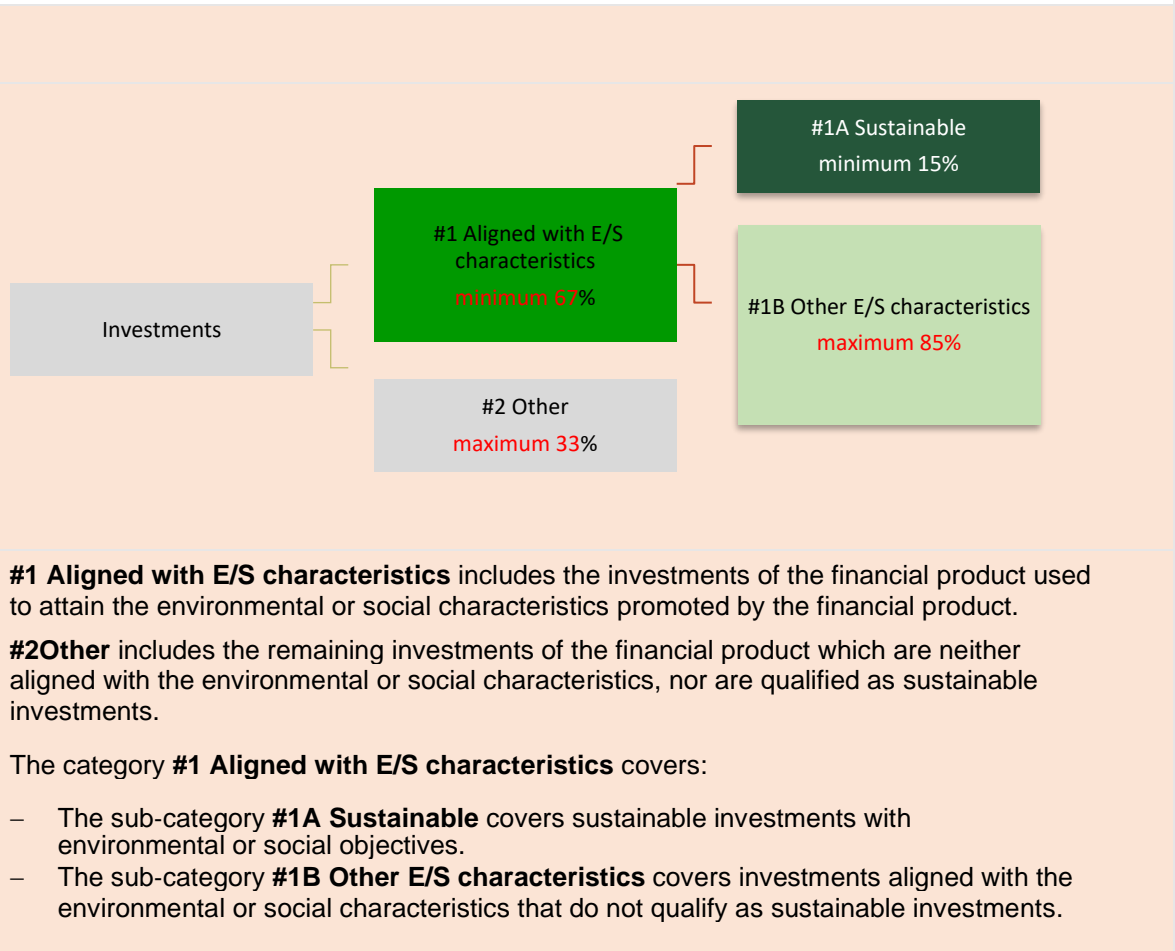 #1A Sustainable
minimum 15%
#1 Aligned with E/S
characteristics
minimum 67%
#1B Other E/S characteristics
maximum 85%
Investments
#2 Other
maximum 33%
#1 Aligned with E/S characteristics includes the investments of the financial product used
to attain the environmental or social characteristics promoted by the financial product.
#2Other includes the remaining investments of the financial product which are neither
aligned with the environmental or social characteristics, nor are qualified as sustainable
investments.
The category #1 Aligned with E/S characteristics covers:
– The sub-category #1A Sustainable covers sustainable investments with
environmental or social objectives.
– The sub-category #1B Other E/S characteristics covers investments aligned with the
environmental or social characteristics that do not qualify as sustainable investments.